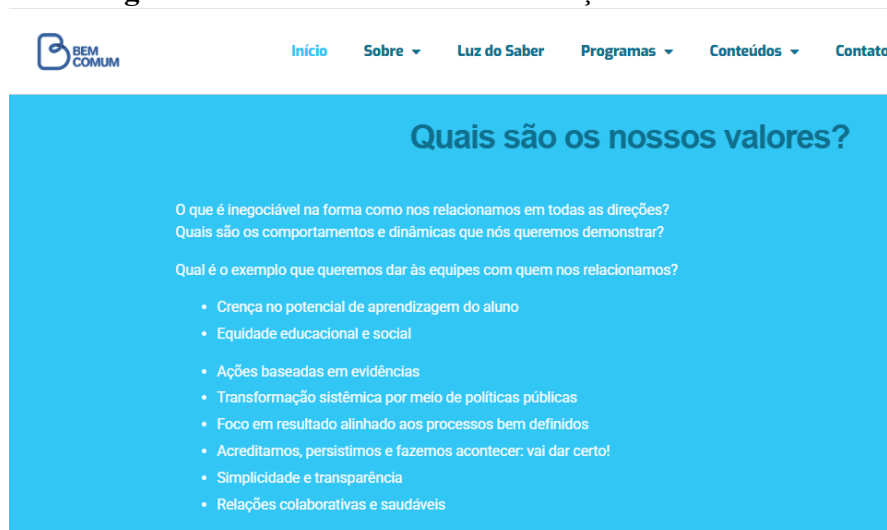 BEM
COMUM
Início Sobre Luz do Saber Programas Conteúdos Contato
Quais são os nossos valores?
O que é inegociável na forma como nos relacionamos em todas as direções?
Quais são os comportamentos e dinâmicas que nós queremos demonstrar?
Qual é o exemplo que queremos dar às equipes com quem nos relacionamos?
• Crença no potencial de aprendizagem do aluno
• Equidade educacional e social
• Ações baseadas em evidências
• Transformação sistêmica por meio de políticas públicas
• Foco em resultado alinhado aos processos bem definidos
• Acreditamos, persistimos e fazemos acontecer: vai dar certo!
• Simplicidade e transparência
• Relações colaborativas e saudáveis